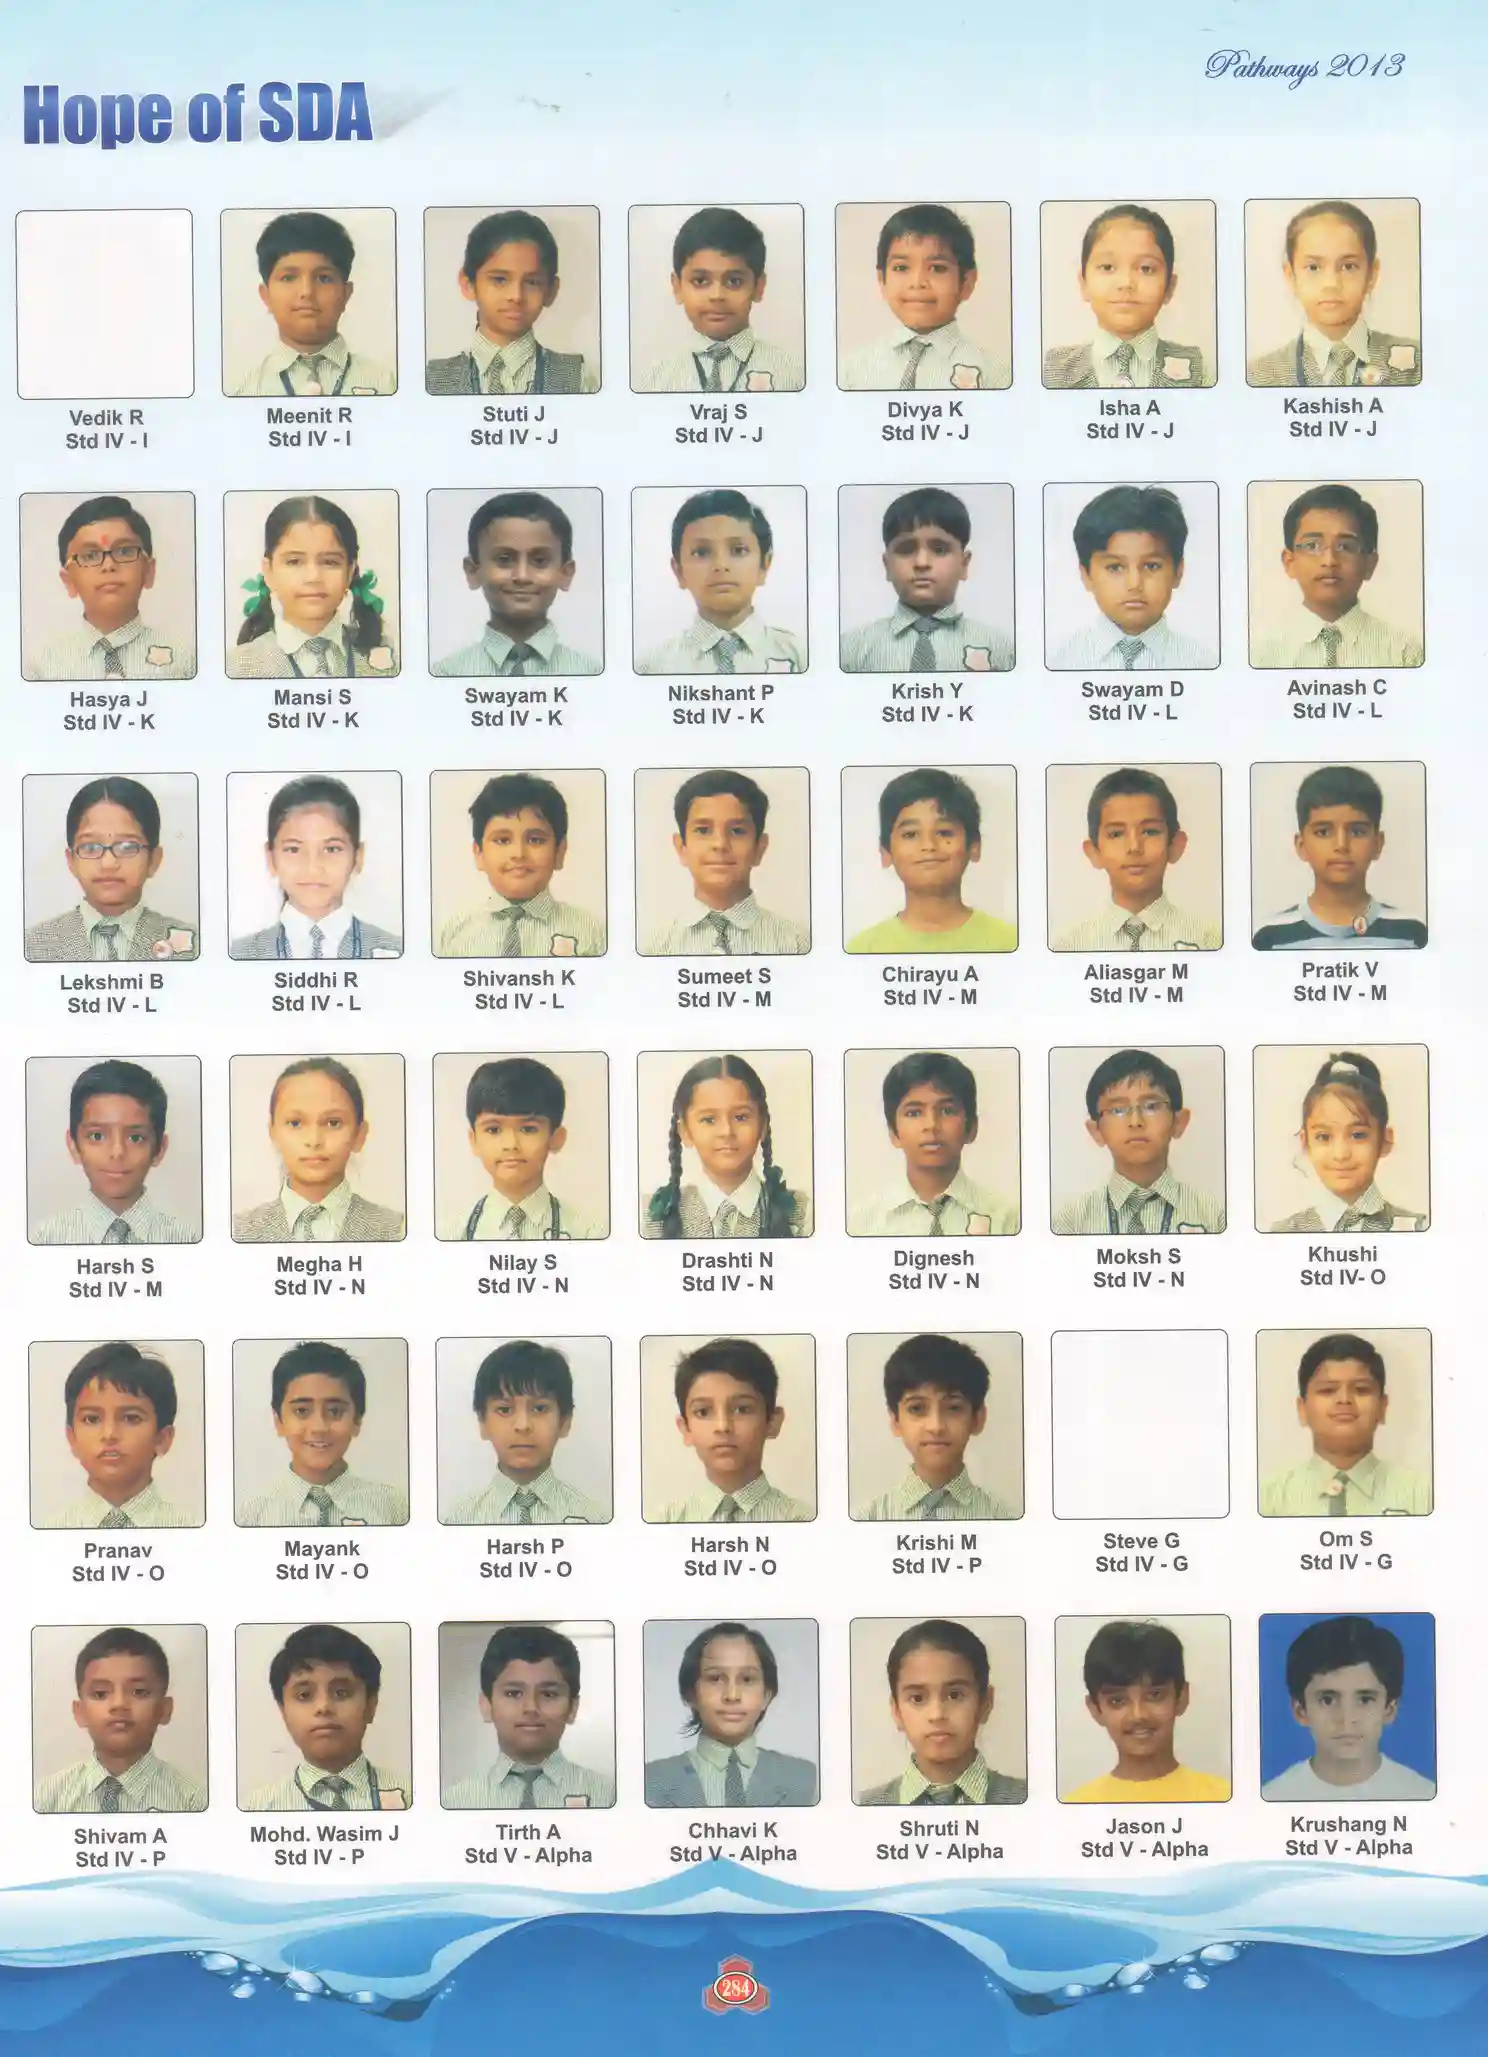 Pathways 2013
Hope of SDA
Vedik R
Std IV - I
Meenit R
Std IV - I
Stuti J
Std IV - J
Vraj S
Std IV - J
Divya K
Std IV - J
Isha A
Std IV - J
Kashish A
Std IV - J
Hasya J
Std IV - K
Mansi S
Std IV - K
Swayam K
Std IV - K
Nikshant P
Std IV - K
Krish Y
Std IV - K
Swayam D
Std IV - L
Avinash C
Std IV - L
Lekshmi B
Std IV - L
Siddhi R
Std IV - L
Shivansh K
Std IV - L
Sumeet S
Std IV - M
Chirayu A
Std IV - M
Aliasgar M
Std IV - M
Pratik V
Std IV - M
Harsh S
Std IV - M
Megha H
Std IV - N
Nilay S
Std IV - N
Drashti N
Std IV - N
Dignesh
Std IV - N
Moksh S
Std IV - N
Khushi
Std IV- O
Pranav
Std IV - O
Mayank
Std IV - O
Harsh P
Std IV - O
Harsh N
Std IV - O
Krishi M
Std IV - P
Steve G
Std IV - G
Om S
Std IV - G
Shivam A
Std IV - P
Mohd. Wasim J
Std IV - P
Tirth A
Std V - Alpha
Chhavi K
Std V - Alpha
Shruti N
Std V - Alpha
Jason J
Std V - Alpha
Krushang N
Std V - Alpha
284